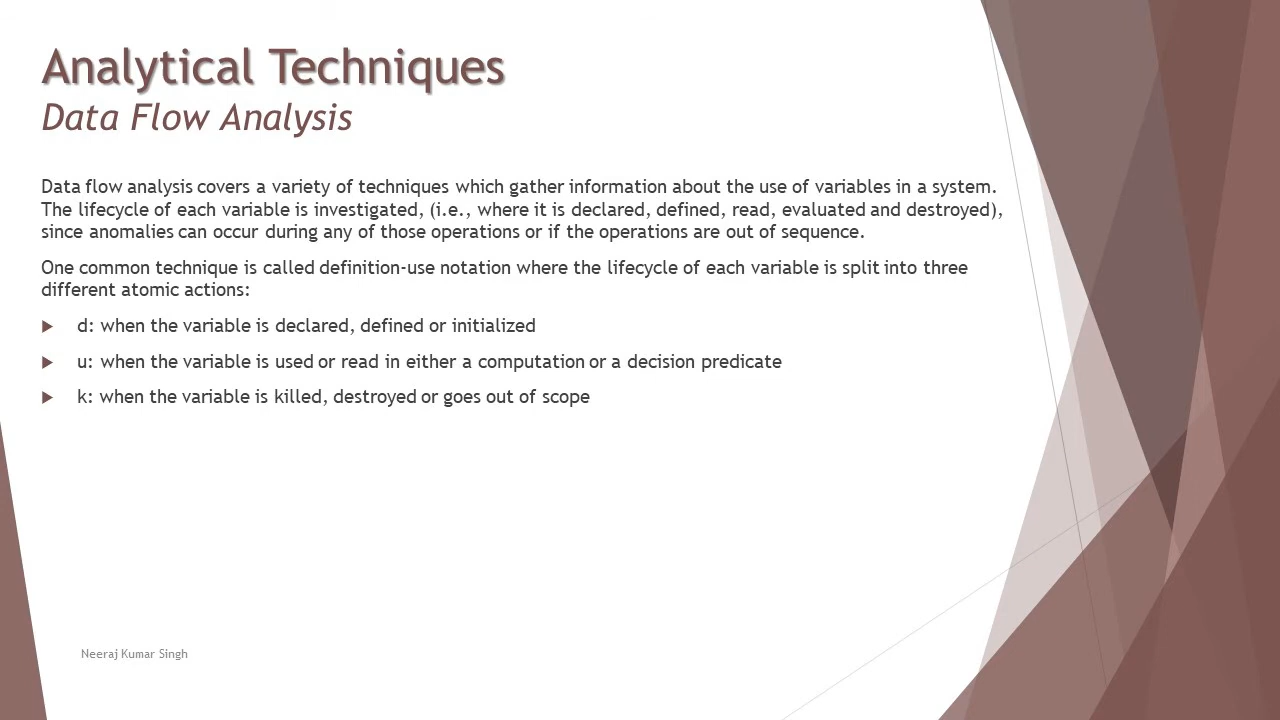 Analytical Techniques
Data Flow Analysis
Data flow analysis covers a variety of techniques which gather information about the use of variables in a system.
The lifecycle of each variable is investigated, (i.e., where it is declared, defined, read, evaluated and destroyed),
since anomalies can occur during any of those operations or if the operations are out of sequence.
One common technique is called definition-use notation where the lifecycle of each variable is split into three
different atomic actions:
d: when the variable is declared, defined or initialized
u: when the variable is used or read in either a computation or a decision predicate
k: when the variable is killed, destroyed or goes out of scope
Neeraj Kumar Singh